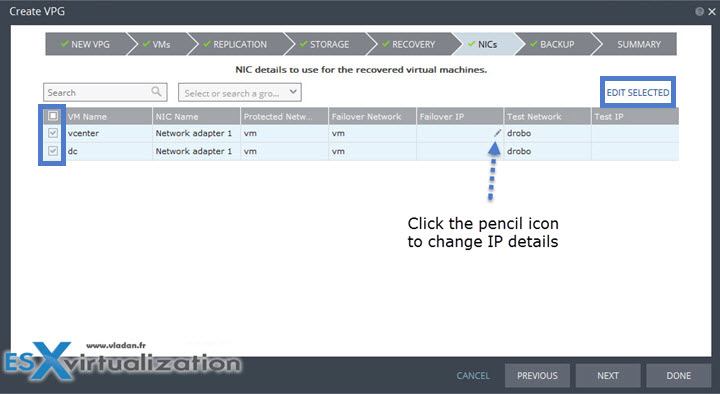 Create VPG
NEW VPG VMs REPLICATION STORAGE RECOVERY NICs BACKUP SUMMARY
NIC details to use for the recovered virtual machines.
Search Select or search a gro... EDIT SELECTED
VM Name NIC Name Protected Netw... Failover Network Failover IP Test Network Test IP
vcenter Network adapter 1 vm vm drobo
dc Network adapter 1 vm vm drobo
Click the pencil icon
to change IP details
www.vladan.fr
ESXvirtualization
CANCEL PREVIOUS NEXT DONE